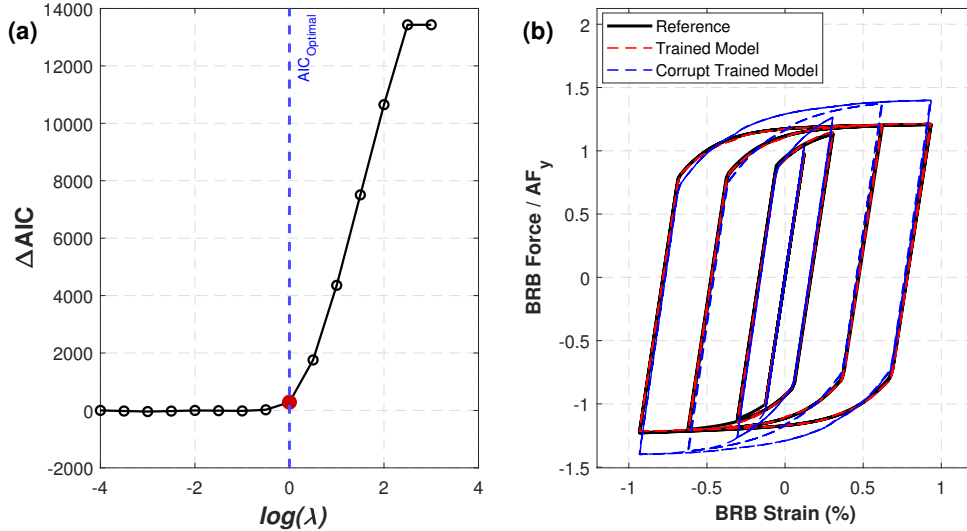 (a)
14000
12000
10000
8000
6000
4000
2000
0
-2000
ΔAIC
-4
-2
0
2
4
log(λ)
AIC_Optimal
(b)
2
1.5
1
0.5
0
-0.5
-1
-1.5
BRB Force / AF_y
-1
-0.5
0
0.5
1
BRB Strain (%)
Reference
Trained Model
Corrupt Trained Model